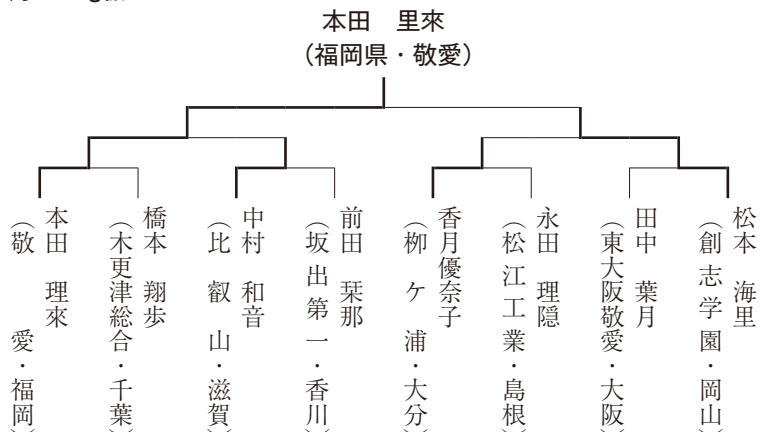 本田　里來
（福岡県・敬愛）
本田　理來
（敬　　愛・福岡）
橋本　翔歩
（木更津総合・千葉）
中村　和音
（比　叡　山・滋賀）
前田　栞那
（坂出第一・香川）
香月優奈子
（柳　ケ　浦・大分）
永田　理隠
（松江工業・島根）
田中　葉月
（東大阪敬愛・大阪）
松本　海里
（創志学園・岡山）